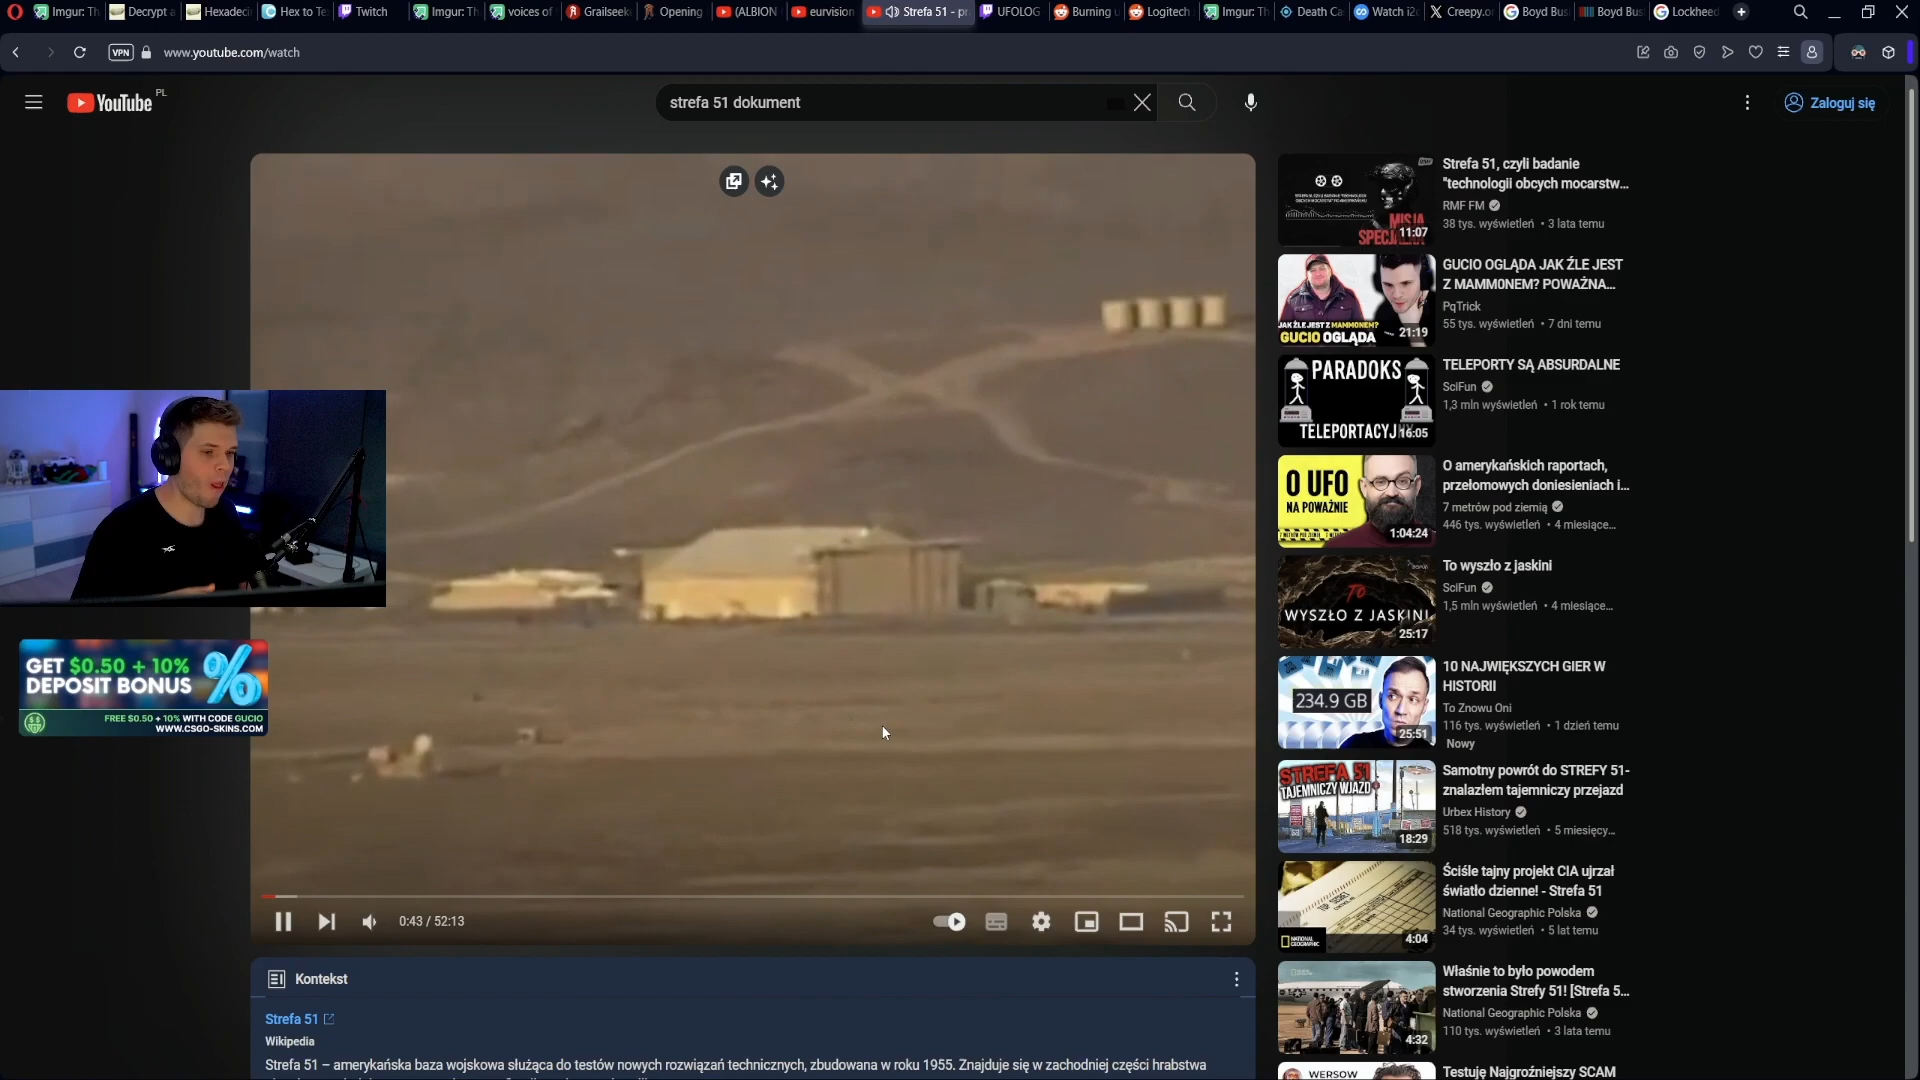 Imgur: Th
Decrypt a
Hexadeci
Hex to Te
Twitch
Imgur: Th
voices of
Grailseek
Opening
(ALBION
eurvision
Strefa 51 - pr
UFOLOG
Burning u
Logitech
Imgur: Th
Death Ca
Watch i2
Creepy.or
Boyd Bus
Boyd Bus
Lockheed
VPN
www.youtube.com/watch
YouTube PL
strefa 51 dokument
Zaloguj się
Strefa 51, czyli badanie
"technologii obcych mocarstw...
RMF FM
38 tys. wyświetleń • 3 lata temu
MISJA
SPECJALNA
11:07
GUCIO OGLĄDA JAK ŹLE JEST
Z MAMM0NEM? POWAŻNA...
PqTrick
55 tys. wyświetleń • 7 dni temu
JAK ŹLE JEST Z MAMM0NEM?
GUCIO OGLĄDA
21:19
TELEPORTY SĄ ABSURDALNE
SciFun
1,3 mln wyświetleń • 1 rok temu
PARADOKS
TELEPORTACYJNY
16:05
O amerykańskich raportach,
przełomowych doniesieniach i...
7 metrów pod ziemią
446 tys. wyświetleń • 4 miesiące...
O UFO
NA POWAŻNIE
1:04:24
To wyszło z jaskini
SciFun
1,5 mln wyświetleń • 4 miesiące...
TO
WYSZŁO Z JASKINI
25:17
10 NAJWIĘKSZYCH GIER W
HISTORII
To Znowu Oni
116 tys. wyświetleń • 1 dzień temu
Nowy
234.9 GB
25:51
Samotny powrót do STREFY 51-
znalazłem tajemniczy przejazd
Urbex History
518 tys. wyświetleń • 5 miesięcy...
STREFA 51
TAJEMNICZY WJAZD
18:29
Ściśle tajny projekt CIA ujrzał
światło dzienne! - Strefa 51
National Geographic Polska
34 tys. wyświetleń • 5 lat temu
TOP SECRET
NATIONAL GEOGRAPHIC
4:04
Właśnie to było powodem
stworzenia Strefy 51! [Strefa 5...
National Geographic Polska
110 tys. wyświetleń • 3 lata temu
4:32
WERSOW
Testuję Najgroźniejszy SCAM
GET $0.50 + 10%
DEPOSIT BONUS
%
FREE $0.50 + 10% WITH CODE GUCIO
WWW.CSGO-SKINS.COM
0:43 / 52:13
Kontekst
Strefa 51
Wikipedia
Strefa 51 – amerykańska baza wojskowa służąca do testów nowych rozwiązań technicznych, zbudowana w roku 1955. Znajduje się w zachodniej części hrabstwa